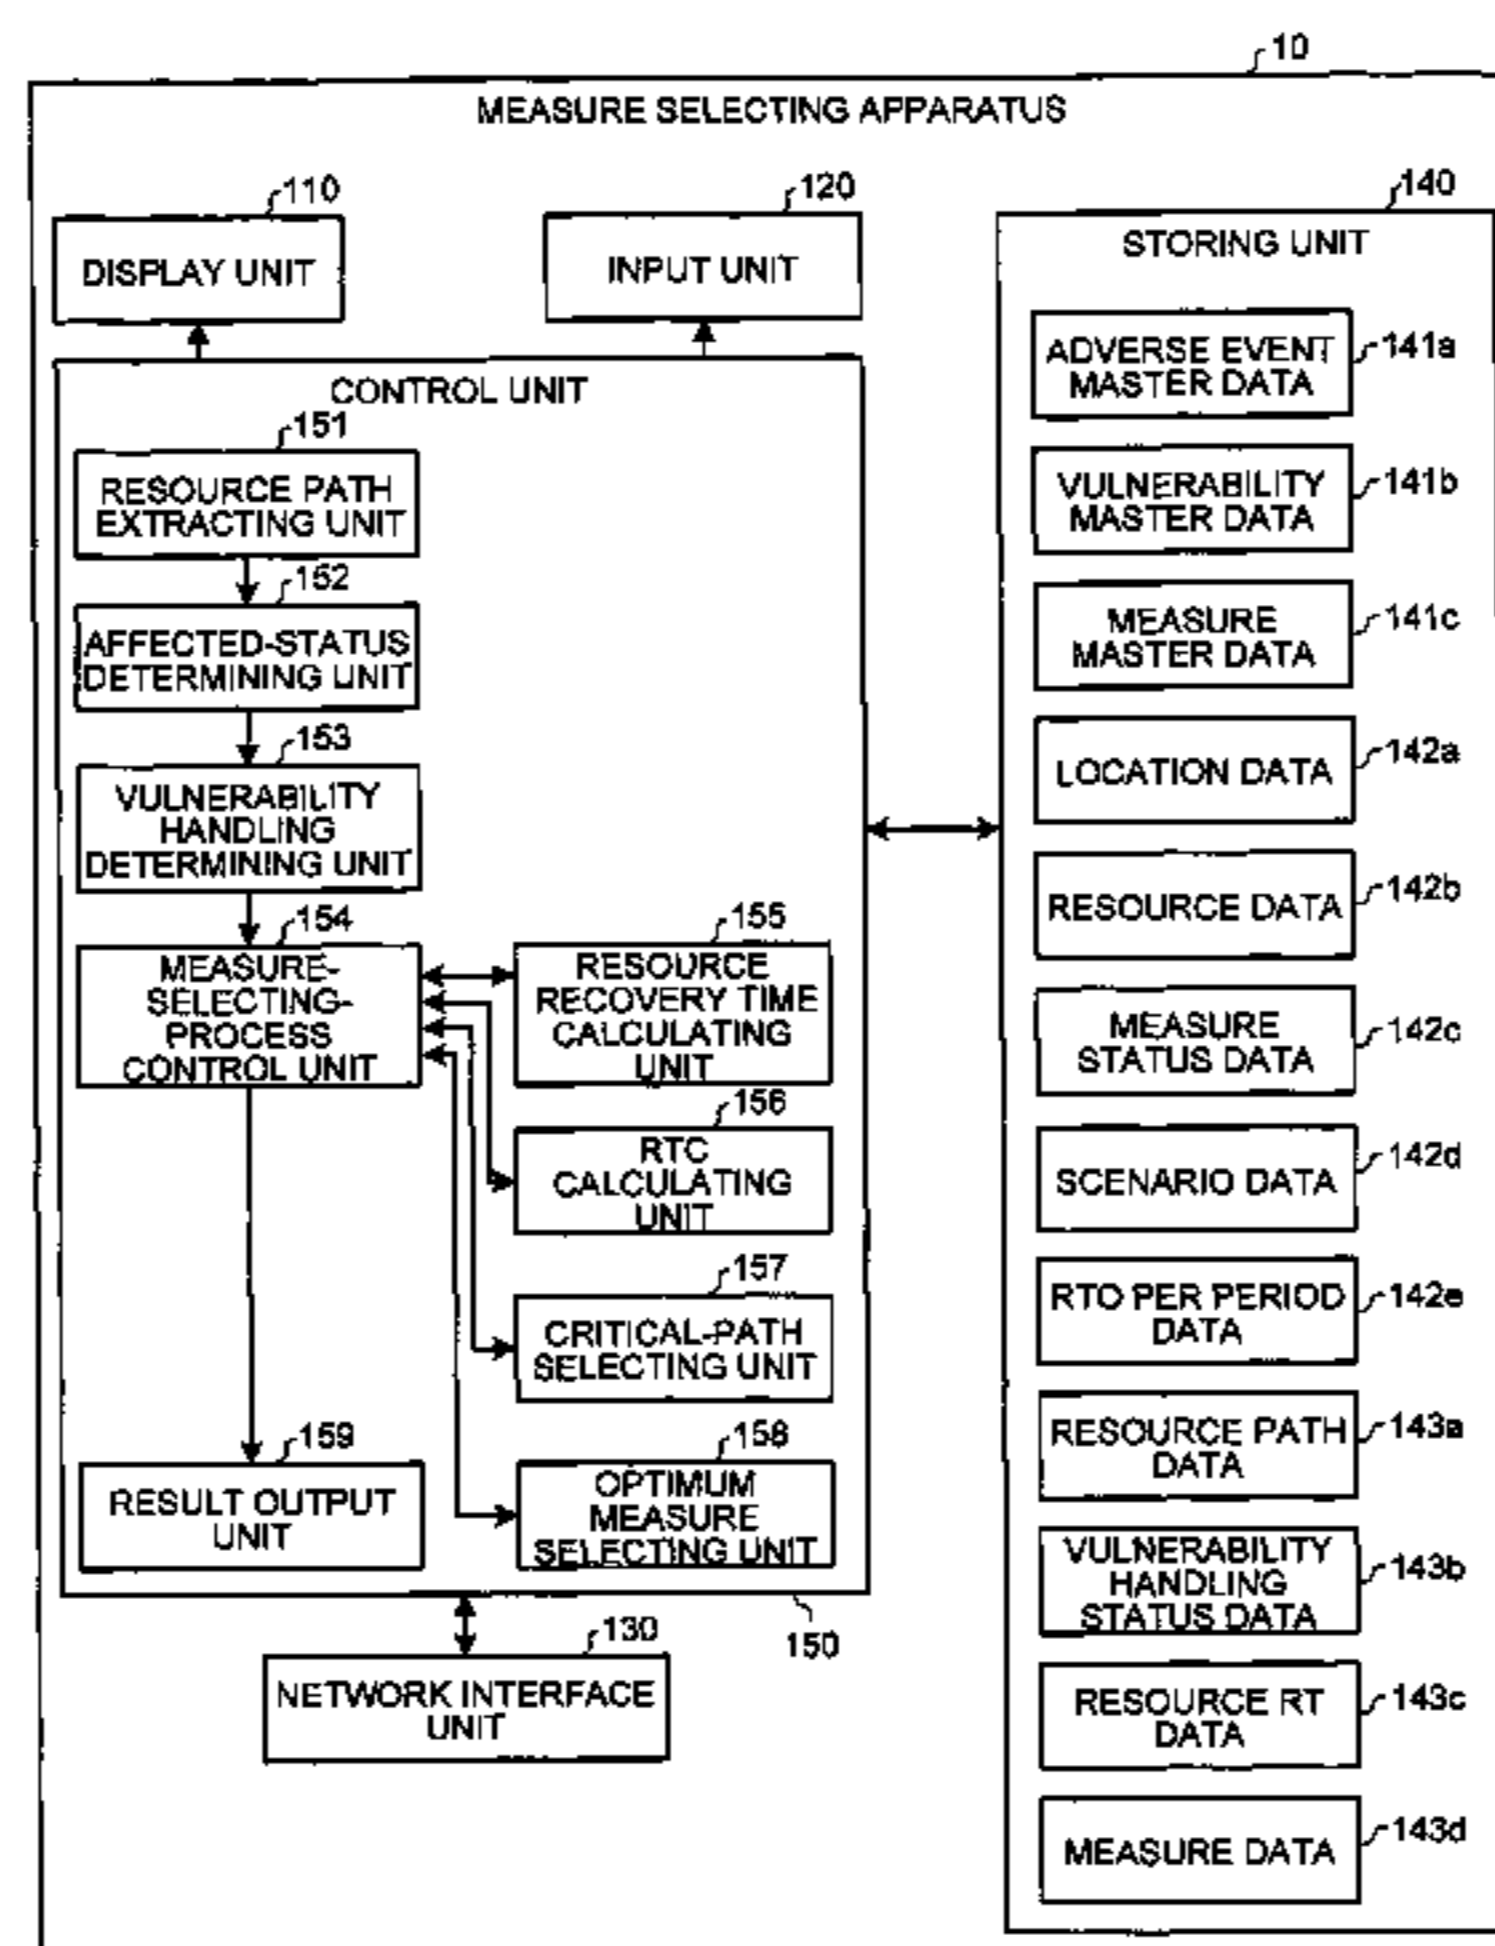 10
MEASURE SELECTING APPARATUS
110
DISPLAY UNIT
120
INPUT UNIT
CONTROL UNIT
151
RESOURCE PATH
EXTRACTING UNIT
152
AFFECTED-STATUS
DETERMINING UNIT
153
VULNERABILITY
HANDLING
DETERMINING UNIT
154
MEASURE-
SELECTING-
PROCESS
CONTROL UNIT
155
RESOURCE
RECOVERY TIME
CALCULATING
UNIT
156
RTC
CALCULATING
UNIT
157
CRITICAL-PATH
SELECTING UNIT
158
OPTIMUM
MEASURE
SELECTING UNIT
159
RESULT OUTPUT
UNIT
150
130
NETWORK INTERFACE
UNIT
140
STORING UNIT
ADVERSE EVENT
MASTER DATA
141a
VULNERABILITY
MASTER DATA
141b
MEASURE
MASTER DATA
141c
LOCATION DATA
142a
RESOURCE DATA
142b
MEASURE
STATUS DATA
142c
SCENARIO DATA
142d
RTO PER PERIOD
DATA
142e
RESOURCE PATH
DATA
143a
VULNERABILITY
HANDLING
STATUS DATA
143b
RESOURCE RT
DATA
143c
MEASURE DATA
143d